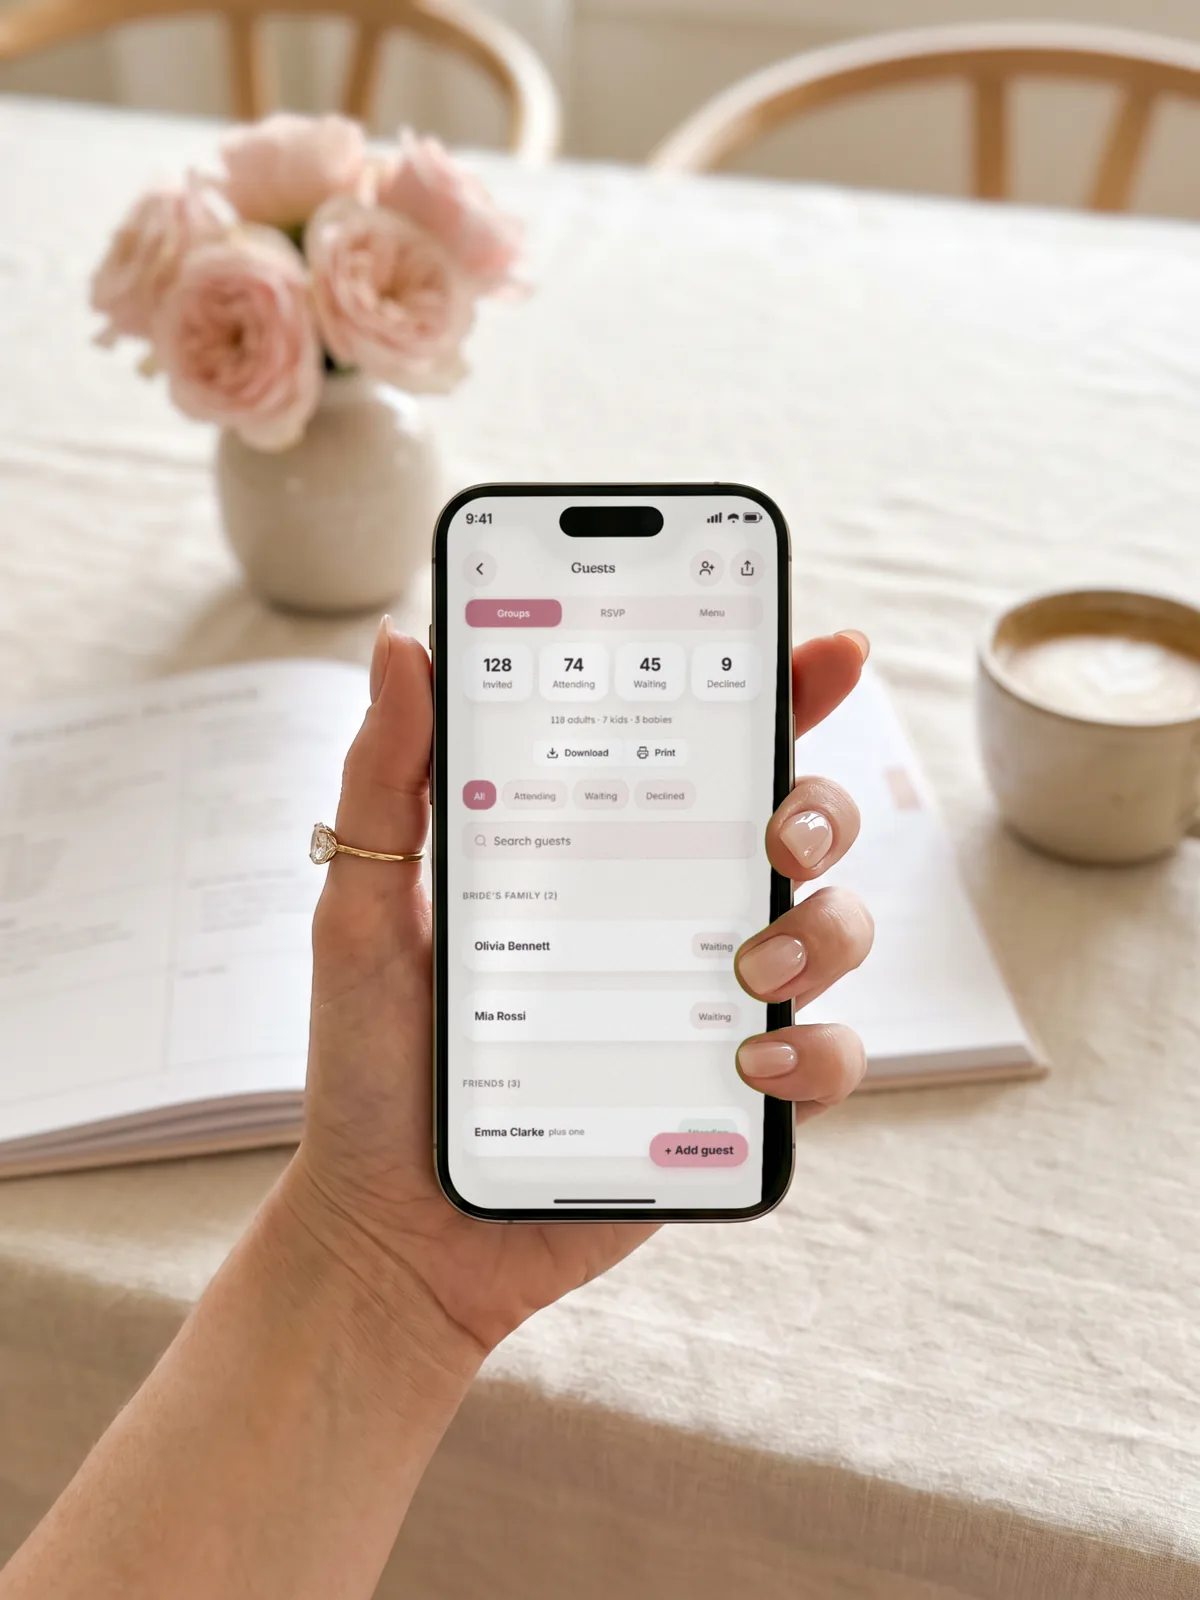 9:41
Guests
Groups RSVP Menu
128 74 45 9
Invited Attending Waiting Declined
118 adults · 7 kids · 3 babies
Download Print
All Attending Waiting Declined
Search guests
BRIDE'S FAMILY (2)
Olivia Bennett Waiting
Mia Rossi Waiting
FRIENDS (3)
Emma Clarke plus one
+ Add guest